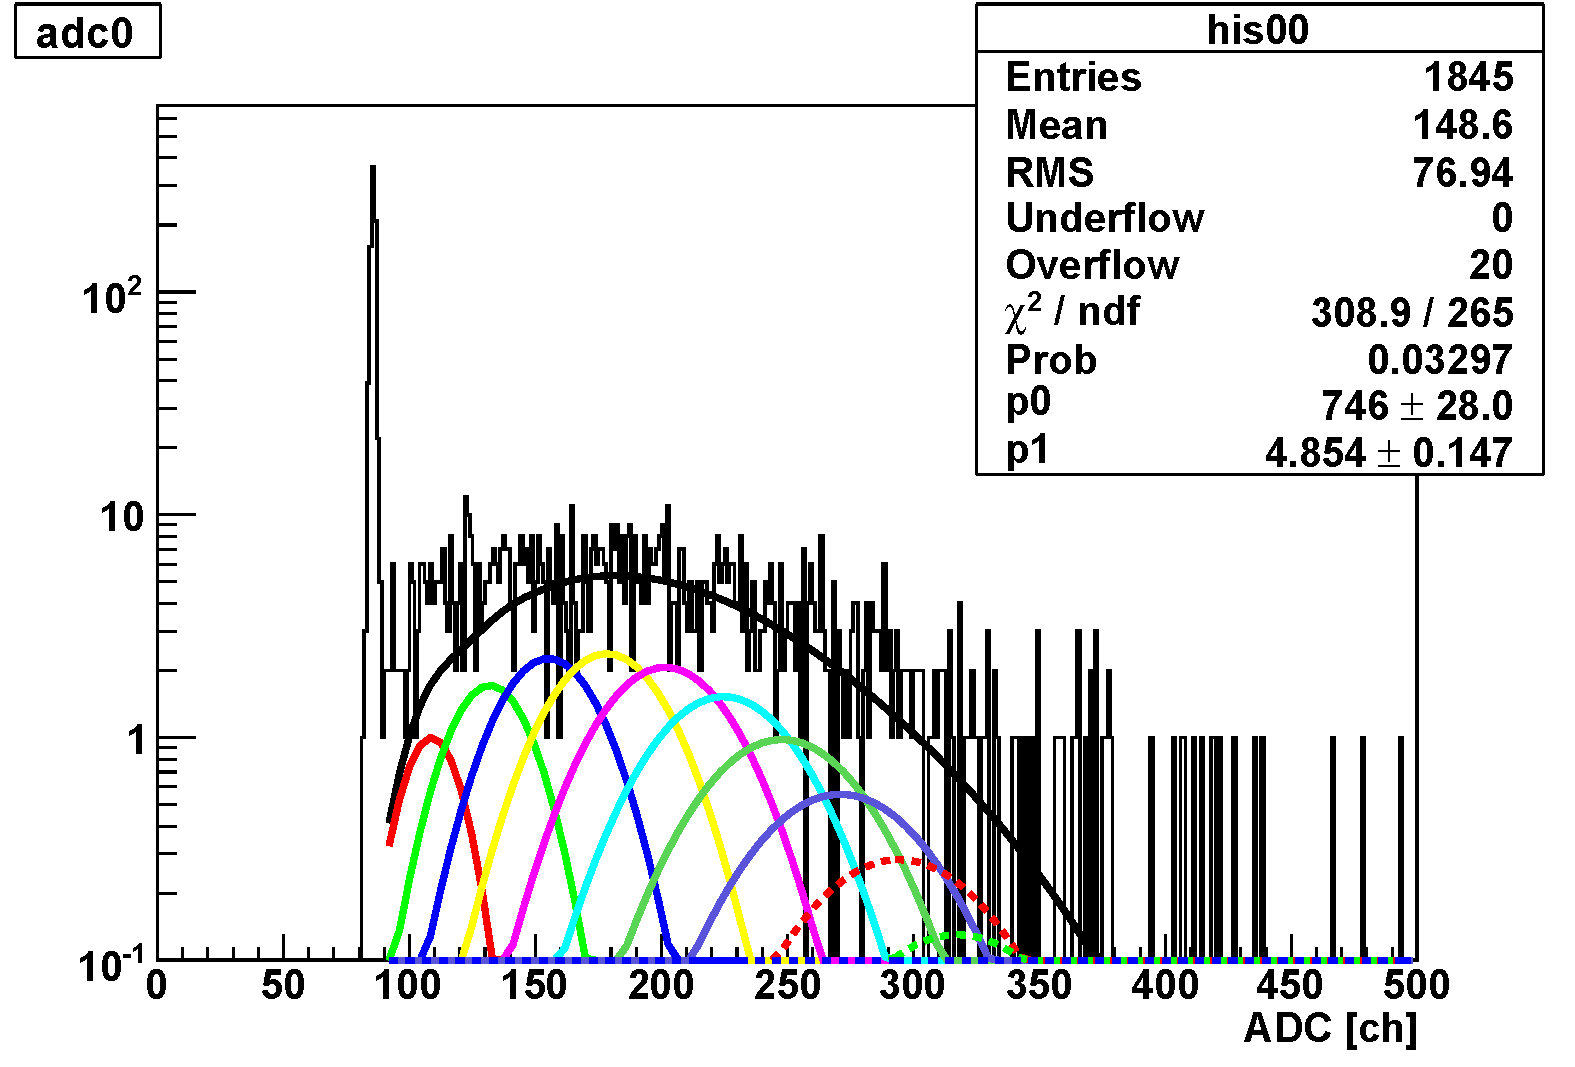 adc0
his00
Entries 1845
Mean 148.6
RMS 76.94
Underflow 0
Overflow 20
χ² / ndf 308.9 / 265
Prob 0.03297
p0 746 ± 28.0
p1 4.854 ± 0.147
10²
10
1
10⁻¹
0 50 100 150 200 250 300 350 400 450 500
ADC [ch]